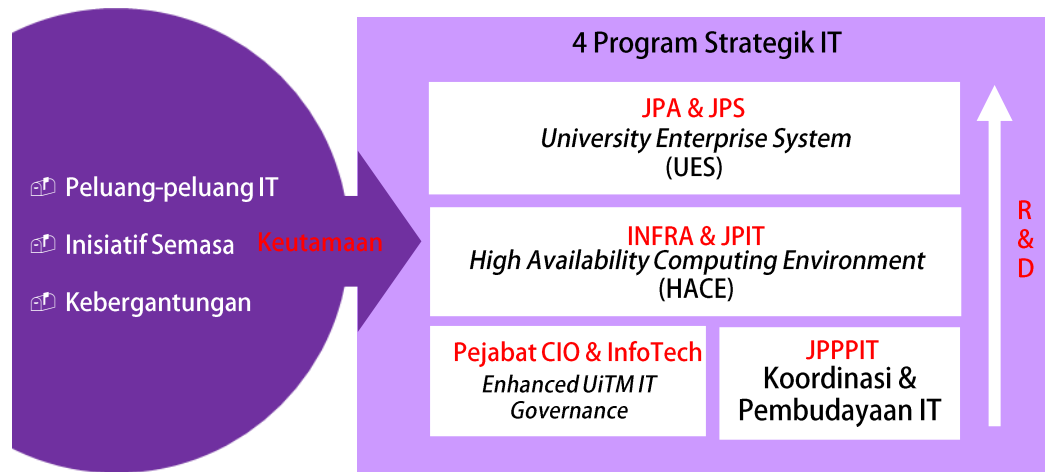 Peluang-peluang IT
Inisiatif Semasa
Kebergantungan
Keutamaan
4 Program Strategik IT
JPA & JPS
University Enterprise System
(UES)
INFRA & JPIT
High Availability Computing Environment
(HACE)
Pejabat CIO & InfoTech
Enhanced UiTM IT
Governance
JPPPIT
Koordinasi &
Pembudayaan IT
R
&
D